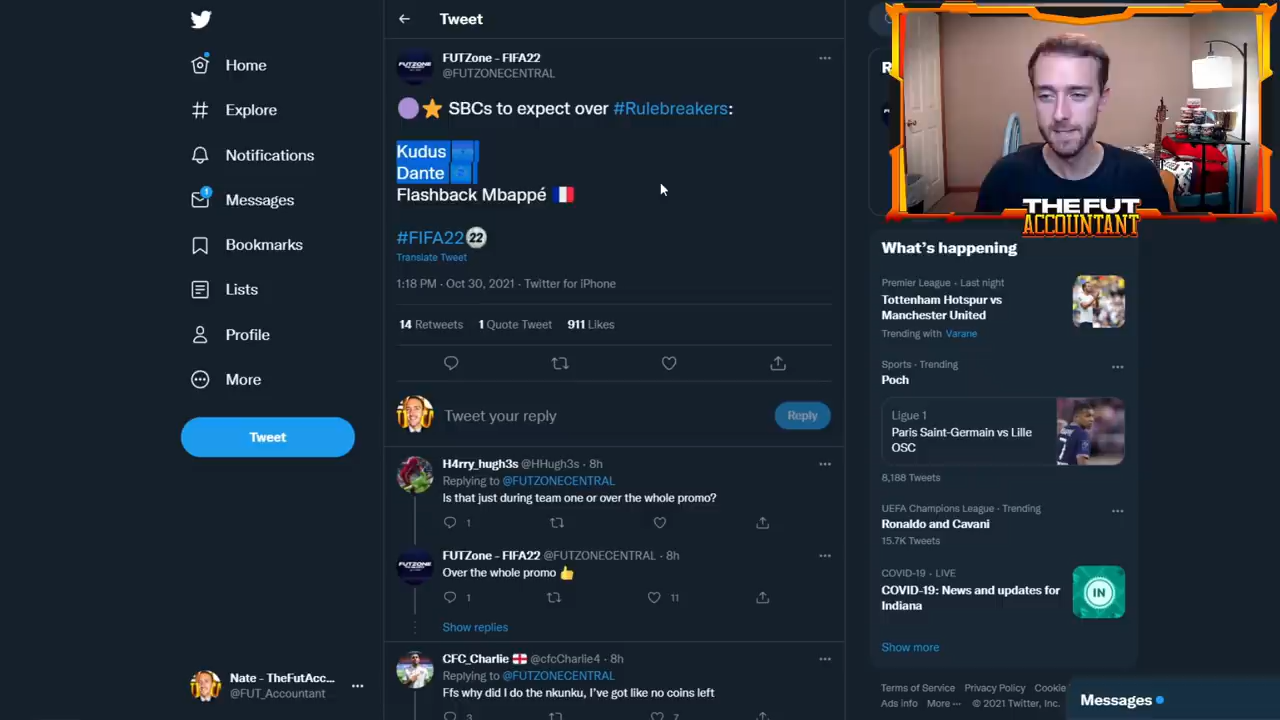 Tweet
FUTZone - FIFA22
@FUTZONECENTRAL
SBCs to expect over #Rulebreakers:
Kudus
Dante
Flashback Mbappé
#FIFA22 22
Translate Tweet
1:18 PM · Oct 30, 2021 · Twitter for iPhone
14 Retweets 1 Quote Tweet 911 Likes
Tweet your reply
Reply
H4rry_hugh3s @HHugh3s · 8h
Replying to @FUTZONECENTRAL
Is that just during team one or over the whole promo?
1
FUTZone - FIFA22 @FUTZONECENTRAL · 8h
Over the whole promo
1 11
Show replies
CFC_Charlie @cfcCharlie4 · 8h
Replying to @FUTZONECENTRAL
Ffs why did I do the nkunku, I've got like no coins left
3 7
Home
Explore
Notifications
1
Messages
Bookmarks
Lists
Profile
More
Tweet
Nate - TheFutAcc...
@FUT_Accountant
THE FUT
ACCOUNTANT
What's happening
Premier League · Last night
Tottenham Hotspur vs
Manchester United
Trending with Varane
Sports · Trending
Poch
Ligue 1
Paris Saint-Germain vs Lille
OSC
8,188 Tweets
UEFA Champions League · Trending
Ronaldo and Cavani
15.7K Tweets
COVID-19 · LIVE
COVID-19: News and updates for
Indiana
IN
Show more
Terms of Service Privacy Policy Cookie
Ads info More ··· © 2021 Twitter, Inc.
Messages